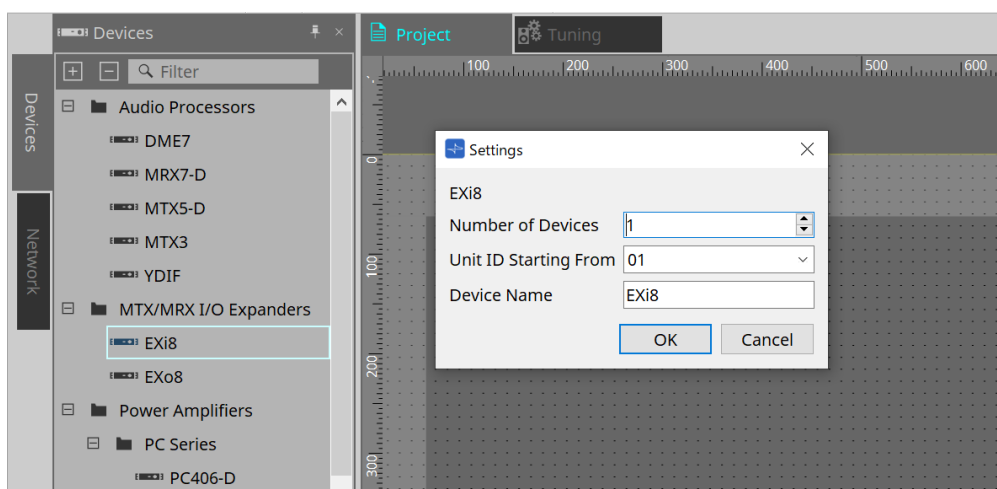 Devices
Project
Tuning
Filter
100 200 300 400 500 600
Devices
Network
Audio Processors
DME7
MRX7-D
MTX5-D
MTX3
YDIF
MTX/MRX I/O Expanders
EXi8
EXo8
Power Amplifiers
PC Series
PC406-D
0
100
200
300
Settings
EXi8
Number of Devices 1
Unit ID Starting From 01
Device Name EXi8
OK Cancel